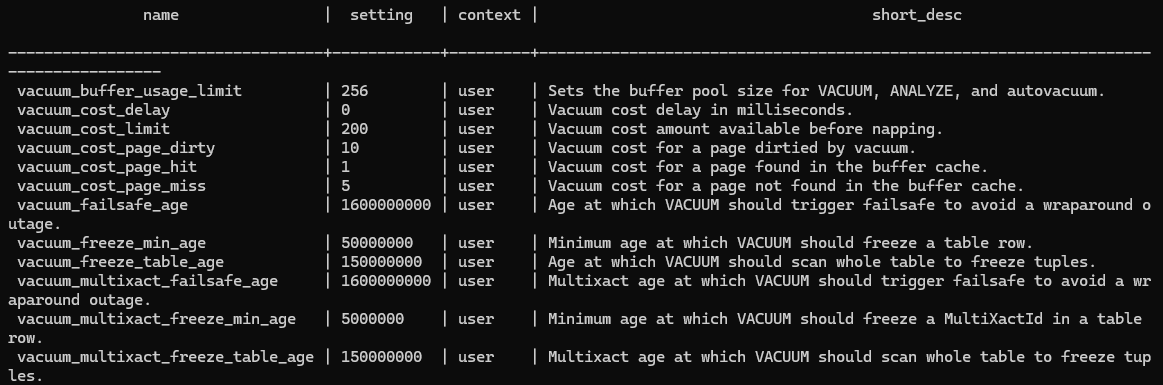 name | setting | context | short_desc
-----------------------------------+------------+---------+--------------------------------------------------------------------
-----------------
vacuum_buffer_usage_limit | 256 | user | Sets the buffer pool size for VACUUM, ANALYZE, and autovacuum.
vacuum_cost_delay | 0 | user | Vacuum cost delay in milliseconds.
vacuum_cost_limit | 200 | user | Vacuum cost amount available before napping.
vacuum_cost_page_dirty | 10 | user | Vacuum cost for a page dirtied by vacuum.
vacuum_cost_page_hit | 1 | user | Vacuum cost for a page found in the buffer cache.
vacuum_cost_page_miss | 5 | user | Vacuum cost for a page not found in the buffer cache.
vacuum_failsafe_age | 1600000000 | user | Age at which VACUUM should trigger failsafe to avoid a wraparound o
utage.
vacuum_freeze_min_age | 50000000 | user | Minimum age at which VACUUM should freeze a table row.
vacuum_freeze_table_age | 150000000 | user | Age at which VACUUM should scan whole table to freeze tuples.
vacuum_multixact_failsafe_age | 1600000000 | user | Multixact age at which VACUUM should trigger failsafe to avoid a wr
aparound outage.
vacuum_multixact_freeze_min_age | 5000000 | user | Minimum age at which VACUUM should freeze a MultiXactId in a table
row.
vacuum_multixact_freeze_table_age | 150000000 | user | Multixact age at which VACUUM should scan whole table to freeze tup
les.